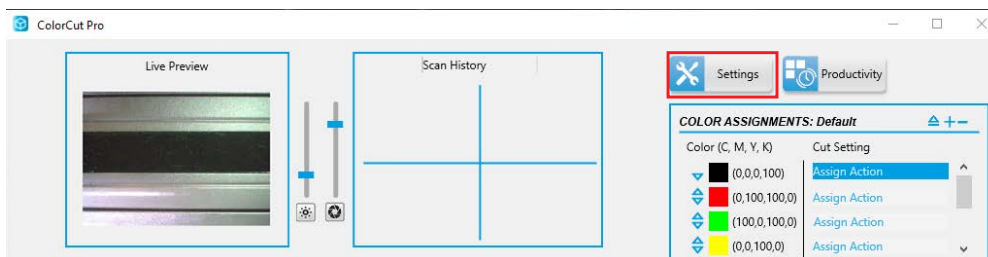 ColorCut Pro
Live Preview
Scan History
Settings
Productivity
COLOR ASSIGNMENTS: Default
Color (C, M, Y, K) Cut Setting
(0,0,0,100) Assign Action
(0,100,100,0) Assign Action
(100,0,100,0) Assign Action
(0,0,100,0) Assign Action